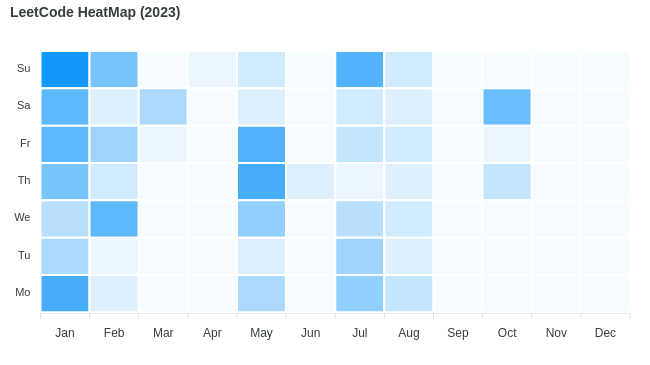 LeetCode HeatMap (2023)
Su
Sa
Fr
Th
We
Tu
Mo
Jan Feb Mar Apr May Jun Jul Aug Sep Oct Nov Dec